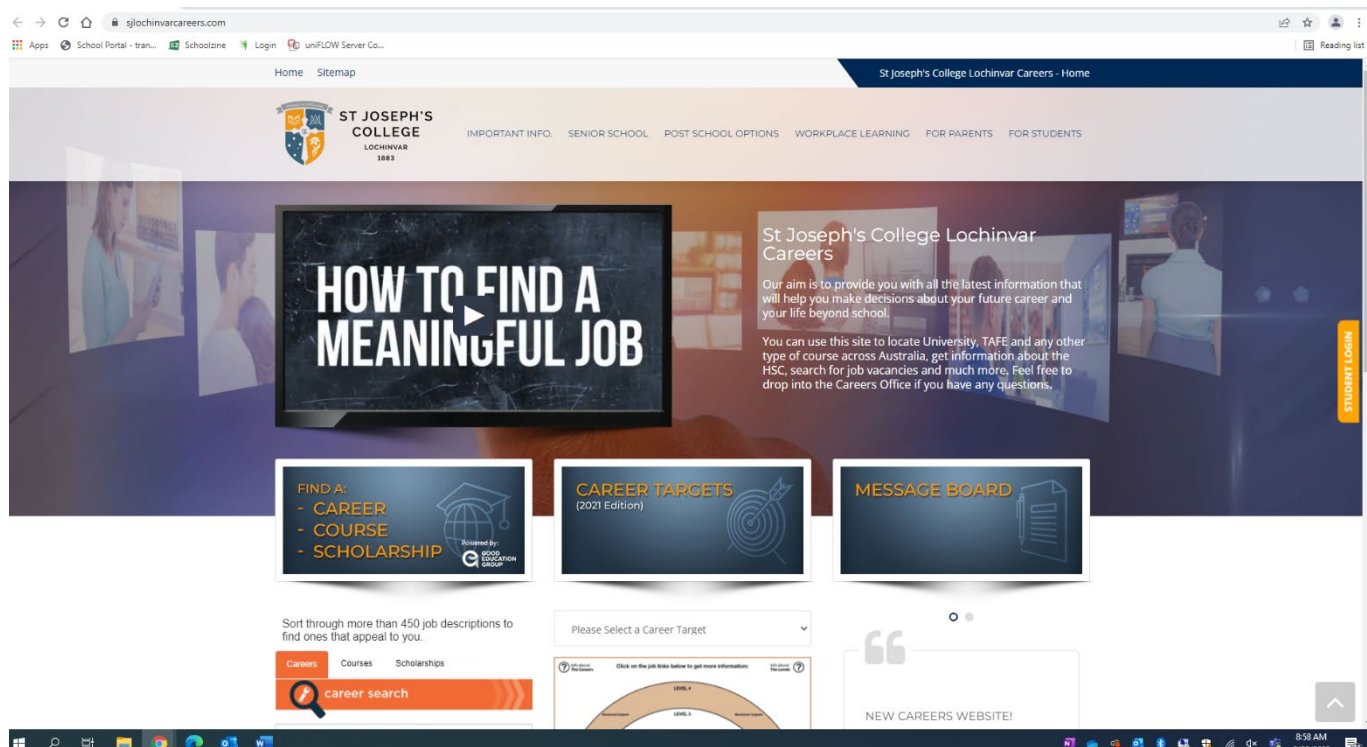 sjlochinvarcareers.com
Apps School Portal - tran... Schoolzine Login uniFLOW Server Co... Reading list
Home Sitemap St Joseph's College Lochinvar Careers - Home
ST JOSEPH'S
COLLEGE
LOCHINVAR
1883
IMPORTANT INFO. SENIOR SCHOOL POST SCHOOL OPTIONS WORKPLACE LEARNING FOR PARENTS FOR STUDENTS
HOW TO FIND A
MEANINGFUL JOB
St Joseph's College Lochinvar
Careers
Our aim is to provide you with all the latest information that
will help you make decisions about your future career and
your life beyond school.
You can use this site to locate University, TAFE and any other
type of course across Australia, get information about the
HSC, search for job vacancies and much more. Feel free to
drop into the Careers Office if you have any questions.
STUDENT LOGIN
FIND A:
- CAREER
- COURSE
- SCHOLARSHIP
Powered by:
GOOD
EDUCATION
GROUP
CAREER TARGETS
(2021 Edition)
MESSAGE BOARD
Sort through more than 450 job descriptions to
find ones that appeal to you.
Careers Courses Scholarships
career search
Please Select a Career Target
Info about
The Careers
Click on the job links below to get more information:
Info about
The Levels
LEVEL 4
LEVEL 3
NEW CAREERS WEBSITE!
8:58 AM